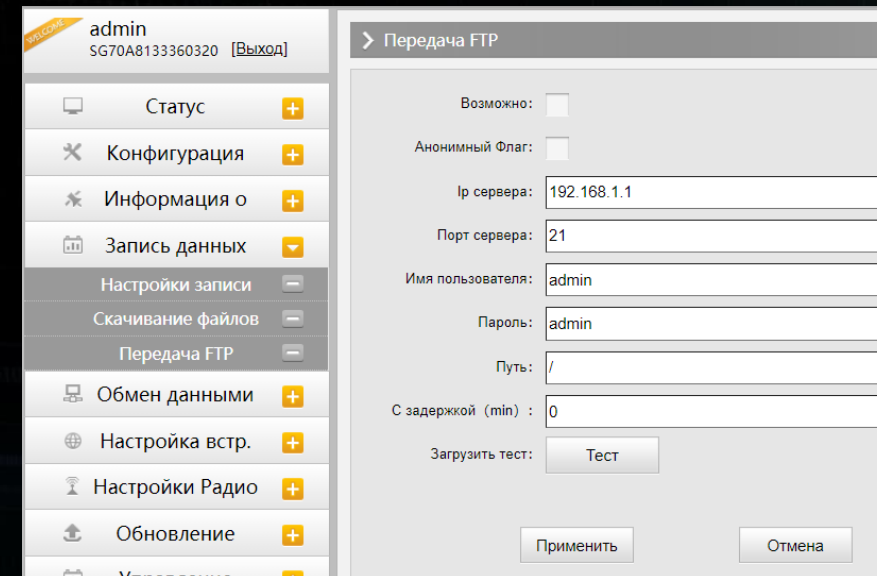 WELCOME
admin
SG70A8133360320 [Выход]
Статус
Конфигурация
Информация о
Запись данных
Настройки записи
Скачивание файлов
Передача FTP
Обмен данными
Настройка встр.
Настройки Радио
Обновление
Управление
Передача FTP
Возможно:
Анонимный Флаг:
Ip сервера: 192.168.1.1
Порт сервера: 21
Имя пользователя: admin
Пароль: admin
Путь: /
С задержкой (min) : 0
Загрузить тест: Тест
Применить Отмена